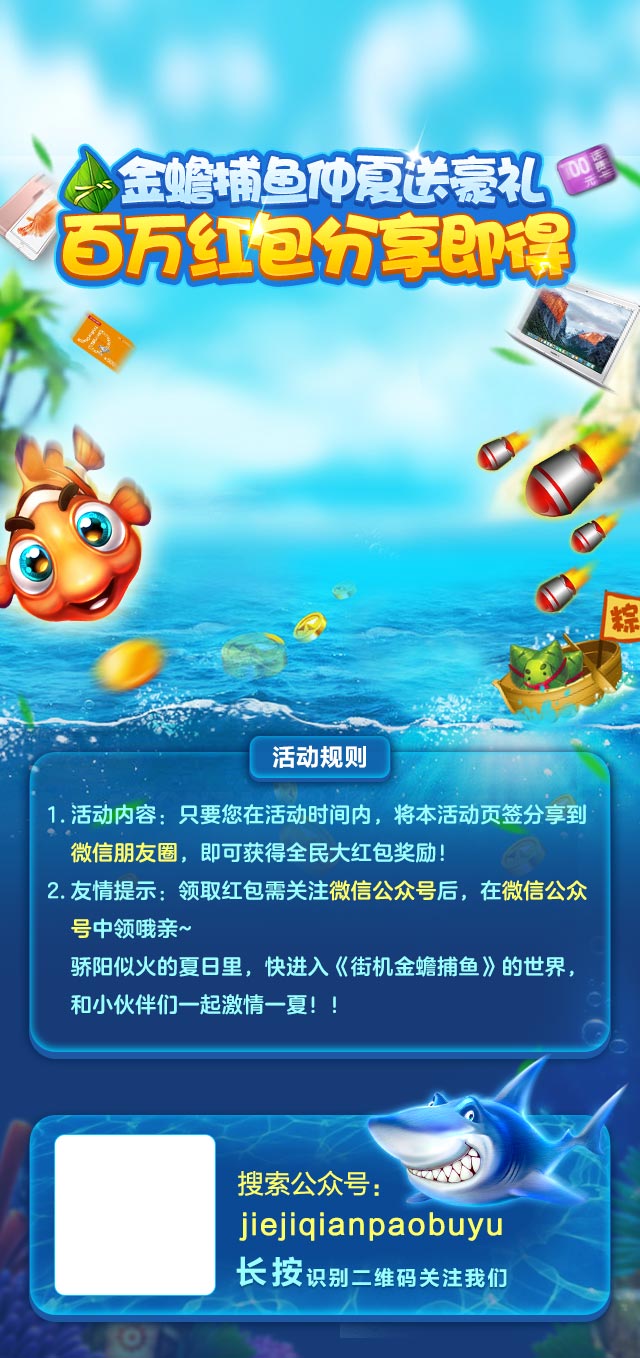 金蟾捕鱼仲夏送豪礼
百万红包分享即得
100元
粽
活动规则
1. 活动内容：只要您在活动时间内，将本活动页签分享到
微信朋友圈，即可获得全民大红包奖励！
2. 友情提示：领取红包需关注微信公众号后，在微信公众
号中领哦亲~
骄阳似火的夏日里，快进入《街机金蟾捕鱼》的世界，
和小伙伴们一起激情一夏！！
搜索公众号：
jiejiqianpaobuyu
长按识别二维码关注我们